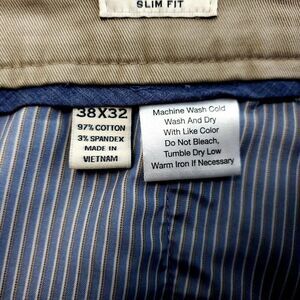 SLIM FIT
38X32
97% COTTON
3% SPANDEX
MADE IN
VIETNAM
Machine Wash Cold
Wash And Dry
With Like Color
Do Not Bleach,
Tumble Dry Low
Warm Iron If Necessary